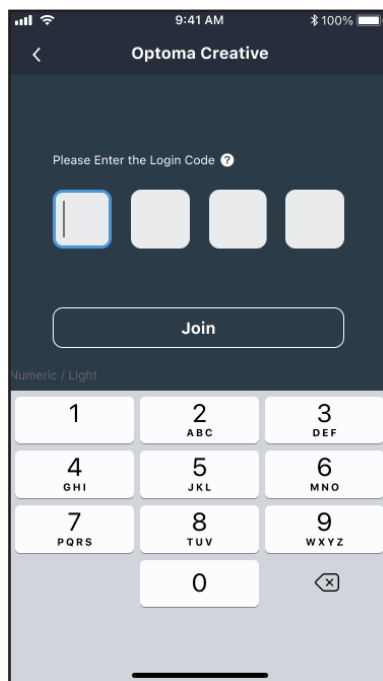 9:41 AM 100%
Optoma Creative
Please Enter the Login Code ?
Join
Numeric / Light
1 2 3
ABC DEF
4 5 6
GHI JKL MNO
7 8 9
PQRS TUV WXYZ
0